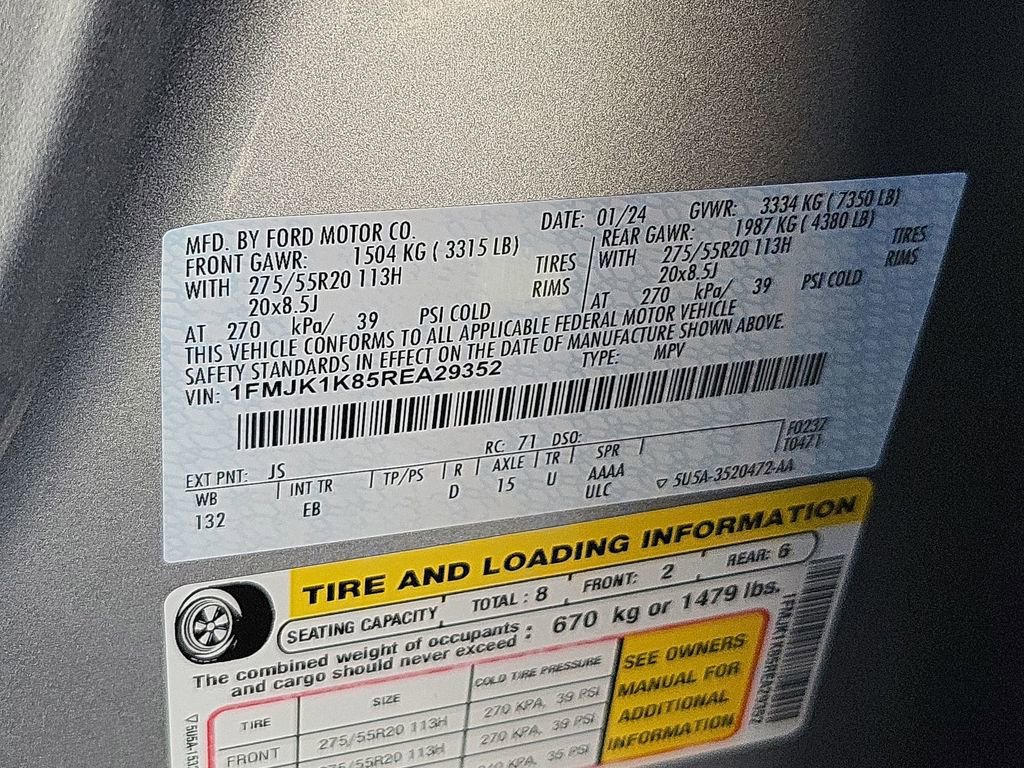 MFD. BY FORD MOTOR CO. DATE: 01/24 GVWR: 3334 KG ( 7350 LB)
FRONT GAWR: 1504 KG ( 3315 LB) REAR GAWR: 1987 KG ( 4380 LB)
WITH 275/55R20 113H TIRES WITH 275/55R20 113H TIRES
20x8.5J RIMS 20x8.5J RIMS
AT 270 kPa/ 39 PSI COLD AT 270 kPa/ 39 PSI COLD
THIS VEHICLE CONFORMS TO ALL APPLICABLE FEDERAL MOTOR VEHICLE
SAFETY STANDARDS IN EFFECT ON THE DATE OF MANUFACTURE SHOWN ABOVE.
VIN: 1FMJK1K85REA29352 TYPE: MPV
F0237
T0471
EXT PNT: JS RC: 71 DSO:
WB INT TR TP/PS R AXLE TR SPR
132 EB D 15 U AAAA
ULC
5U5A-3520472-AA
TIRE AND LOADING INFORMATION
SEATING CAPACITY TOTAL : 8 FRONT: 2 REAR: 6
The combined weight of occupants : 670 kg or 1479 lbs.
and cargo should never exceed
TIRE SIZE COLD TIRE PRESSURE
FRONT 275/55R20 113H 270 KPA, 39 PSI
275/55R20 113H 270 KPA, 39 PSI
35 PSI
SEE OWNERS
MANUAL FOR
ADDITIONAL
INFORMATION